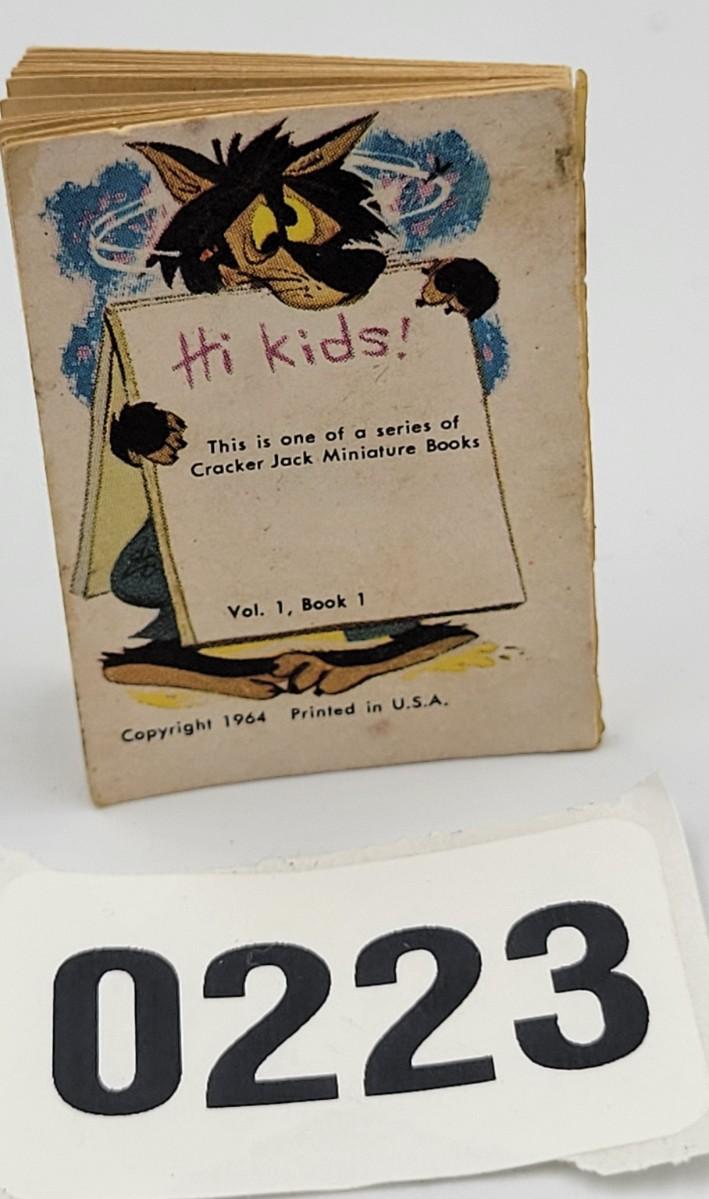 Hi kids!
This is one of a series of
Cracker Jack Miniature Books
Vol. 1, Book 1
Copyright 1964 Printed in U.S.A.
0223